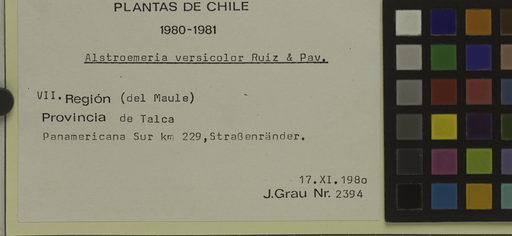 PLANTAS DE CHILE
1980-1981
Alstroemeria versicolor Ruiz & Pav.
VII. Región (del Maule)
Provincia de Talca
Panamericana Sur km 229,Straßenränder.
17.XI.198o
J.Grau Nr. 2394